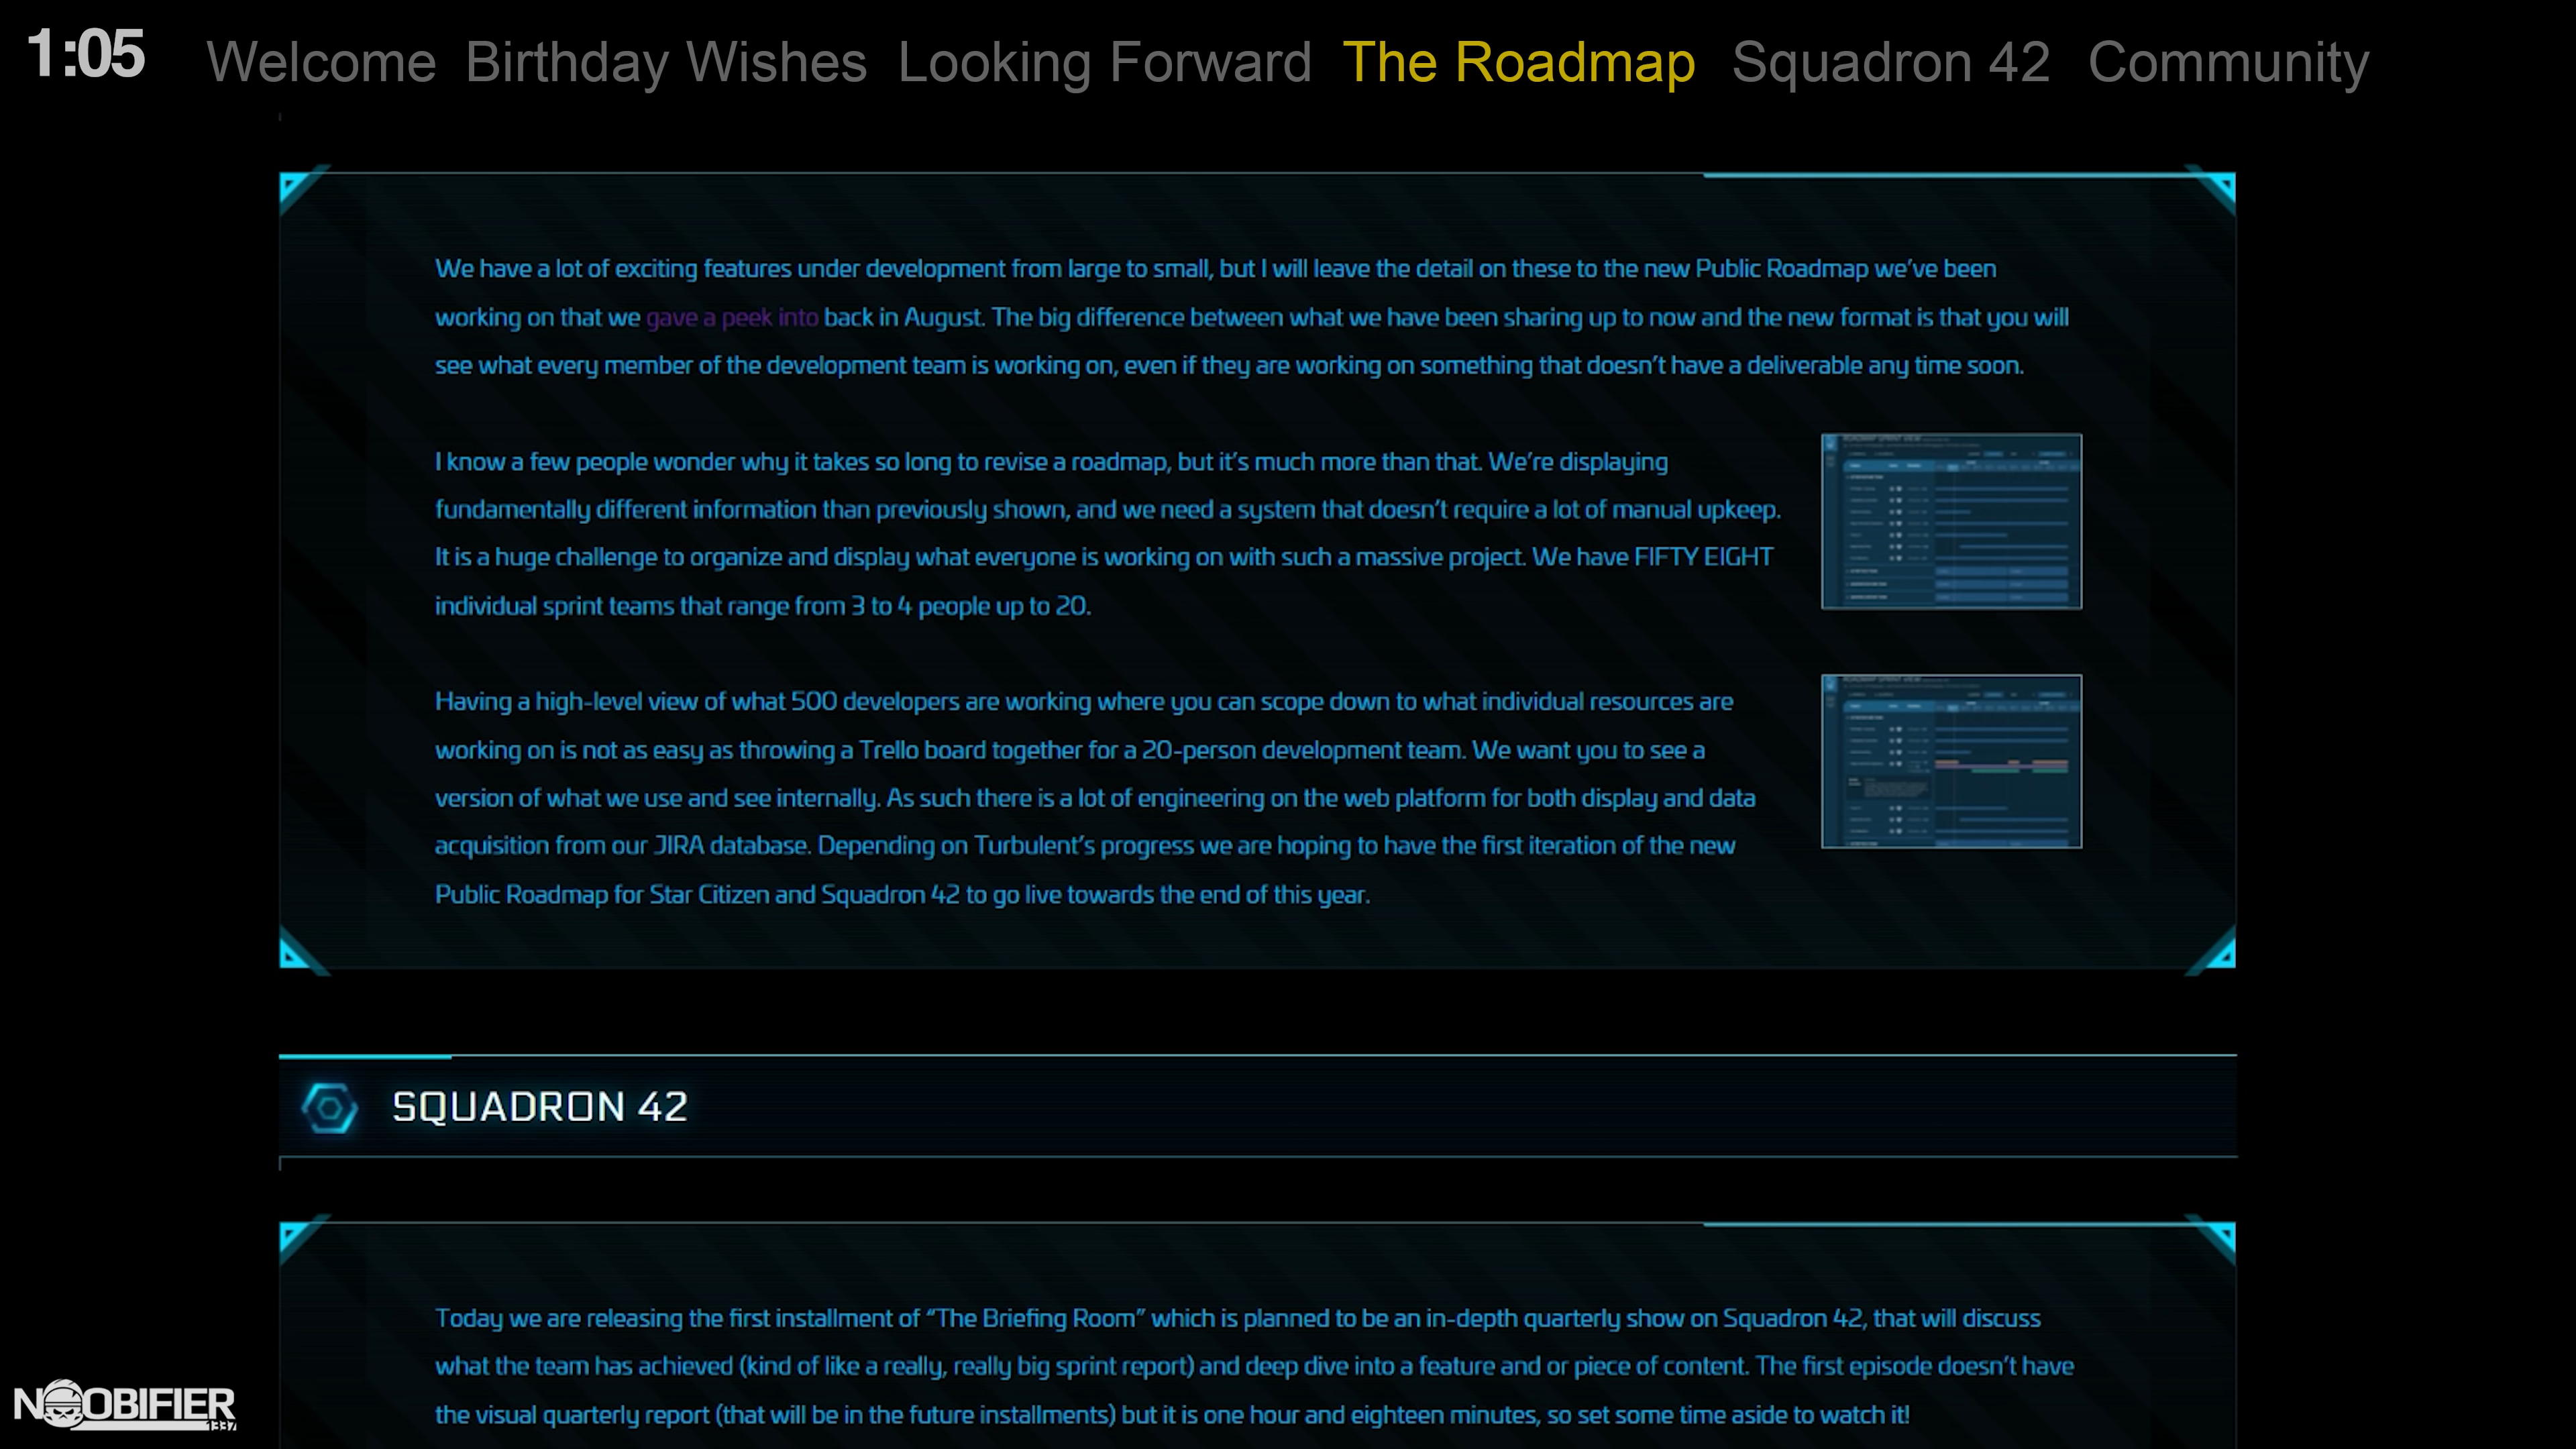 1:05 Welcome Birthday Wishes Looking Forward The Roadmap Squadron 42 Community
We have a lot of exciting features under development from large to small, but I will leave the detail on these to the new Public Roadmap we've been
working on that we gave a peek into back in August. The big difference between what we have been sharing up to now and the new format is that you will
see what every member of the development team is working on, even if they are working on something that doesn't have a deliverable any time soon.
I know a few people wonder why it takes so long to revise a roadmap, but it's much more than that. We're displaying
fundamentally different information than previously shown, and we need a system that doesn't require a lot of manual upkeep.
It is a huge challenge to organize and display what everyone is working on with such a massive project. We have FIFTY EIGHT
individual sprint teams that range from 3 to 4 people up to 20.
Having a high-level view of what 500 developers are working where you can scope down to what individual resources are
working on is not as easy as throwing a Trello board together for a 20-person development team. We want you to see a
version of what we use and see internally. As such there is a lot of engineering on the web platform for both display and data
acquisition from our JIRA database. Depending on Turbulent's progress we are hoping to have the first iteration of the new
Public Roadmap for Star Citizen and Squadron 42 to go live towards the end of this year.
SQUADRON 42
Today we are releasing the first installment of "The Briefing Room" which is planned to be an in-depth quarterly show on Squadron 42, that will discuss
what the team has achieved (kind of like a really, really big sprint report) and deep dive into a feature and or piece of content. The first episode doesn't have
the visual quarterly report (that will be in the future installments) but it is one hour and eighteen minutes, so set some time aside to watch it!
NOOBIFIER
1337